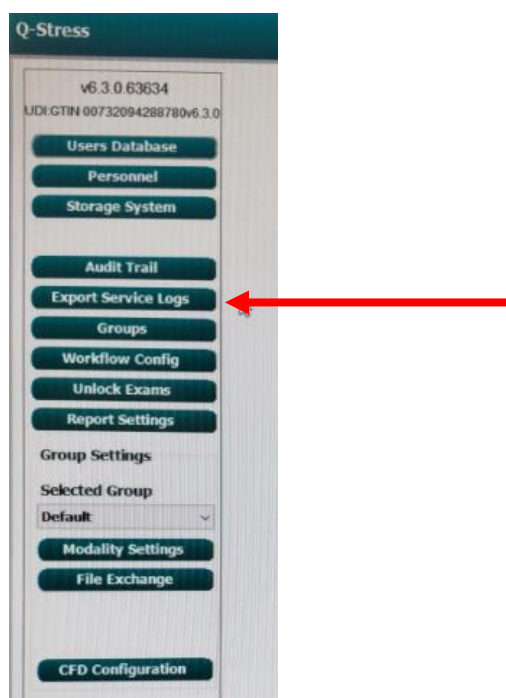 Q-Stress
v6.3.0.63634
UDI:GTIN 00732094288780v6.3.0
Users Database
Personnel
Storage System
Audit Trail
Export Service Logs
Groups
Workflow Config
Unlock Exams
Report Settings
Group Settings
Selected Group
Default
Modality Settings
File Exchange
CFD Configuration